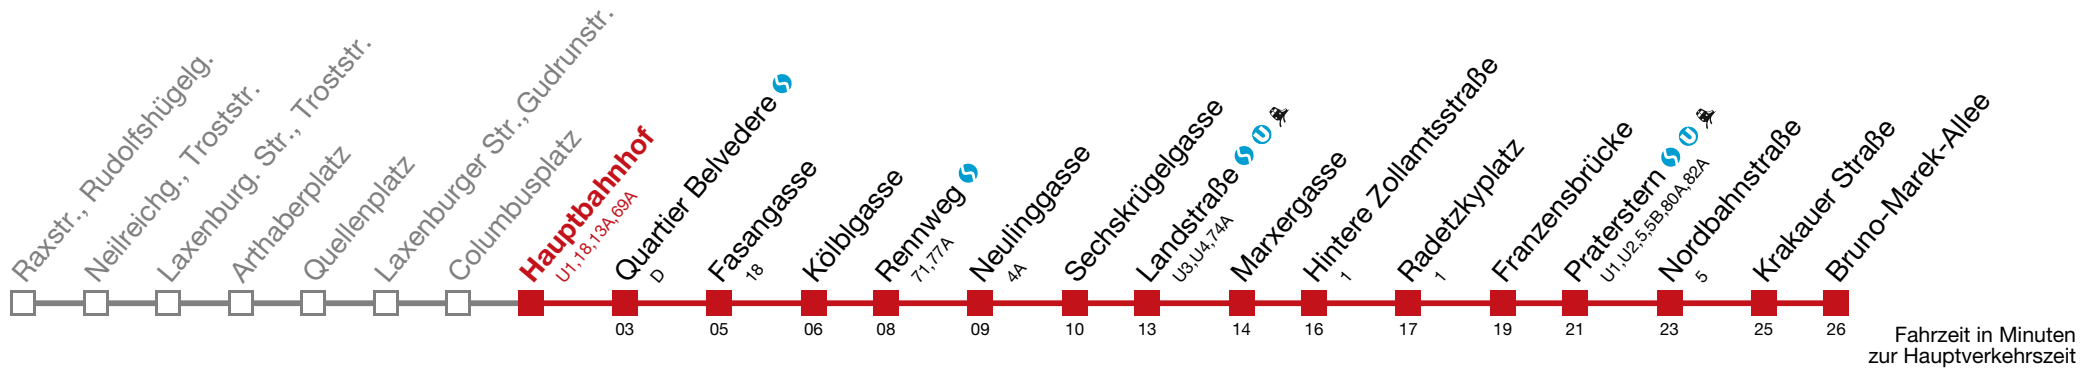 Raxstr., Rudolfshügelg.
Neilreichg., Troststr.
Laxenburg. Str., Troststr.
Arthaberplatz
Quellenplatz
Laxenburger Str., Gudrunstr.
Columbusplatz
Hauptbahnhof
U1,18,13A,69A
Quartier Belvedere
D
03
Fasangasse
18
05
Kölblgasse
06
Rennweg
71,77A
08
Neulinggasse
4A
09
Sechskrügelgasse
10
Landstraße U
U3,U4,74A
13
Marxergasse
14
Hintere Zollamtsstraße
1
16
Radetzkyplatz
1
17
Franzensbrücke
19
Praterstern U
U1,U2,5,5B,80A,82A
21
Nordbahnstraße
5
23
Krakauer Straße
25
Bruno-Marek-Allee
26
Fahrzeit in Minuten
zur Hauptverkehrszeit